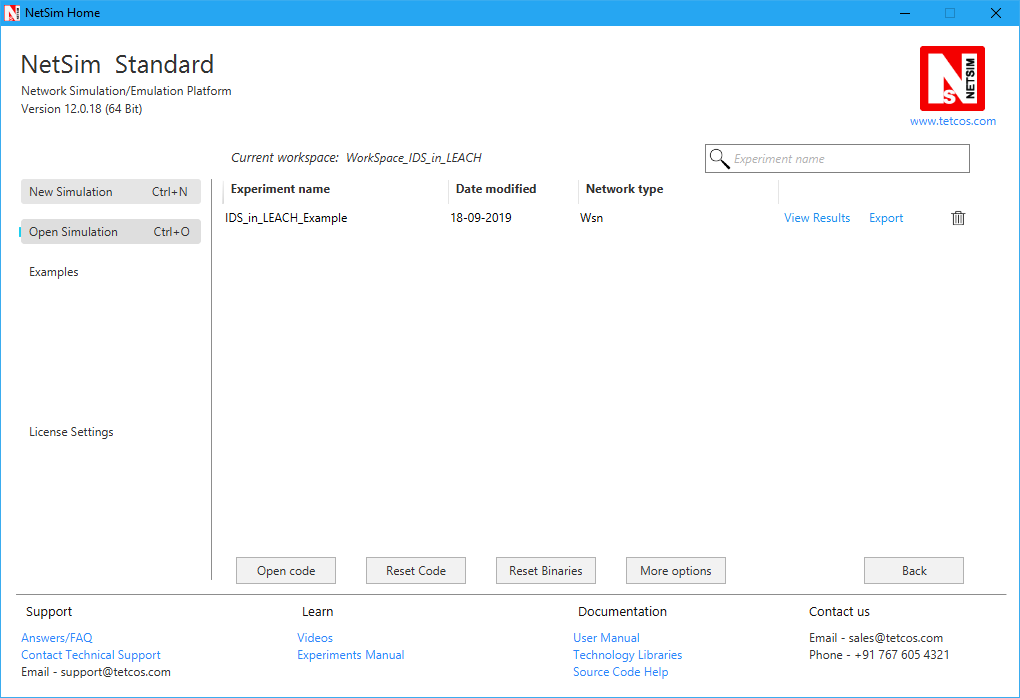 NetSim Home
NetSim Standard
Network Simulation/Emulation Platform
Version 12.0.18 (64 Bit)
NETSIM
www.tetcos.com
Current workspace: WorkSpace_IDS_in_LEACH
Experiment name
New Simulation Ctrl+N
Experiment name Date modified Network type
IDS_in_LEACH_Example 18-09-2019 Wsn View Results Export
Open Simulation Ctrl+O
Examples
License Settings
Open code Reset Code Reset Binaries More options Back
Support Learn Documentation Contact us
Answers/FAQ Videos User Manual Email - sales@tetcos.com
Contact Technical Support Experiments Manual Technology Libraries Phone - +91 767 605 4321
Email - support@tetcos.com Source Code Help